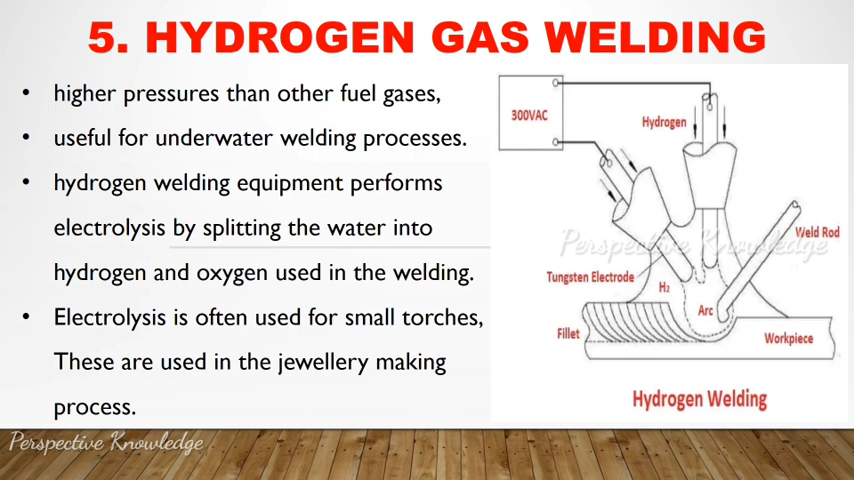 5. HYDROGEN GAS WELDING
• higher pressures than other fuel gases,
• useful for underwater welding processes.
• hydrogen welding equipment performs
electrolysis by splitting the water into
hydrogen and oxygen used in the welding.
• Electrolysis is often used for small torches,
These are used in the jewellery making
process.
300VAC
Hydrogen
Perspective Knowledge
Weld Rod
Tungsten Electrode
H₂
Arc
Fillet
Workpiece
Hydrogen Welding
Perspective Knowledge